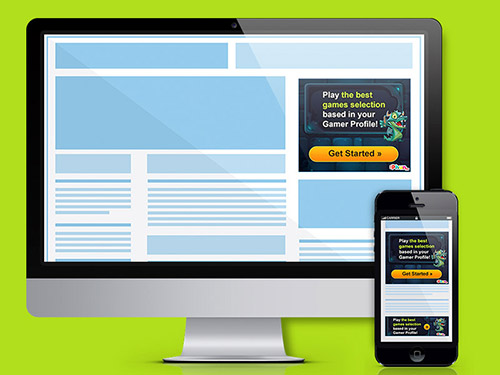 Play the best
games selection
based in your
Gamer Profile!
Get Started »
CARRIER
Play the best
games selection
based in your
Gamer Profile!
Get Started »
Play the best
games selection
based in your
Gamer Profile!